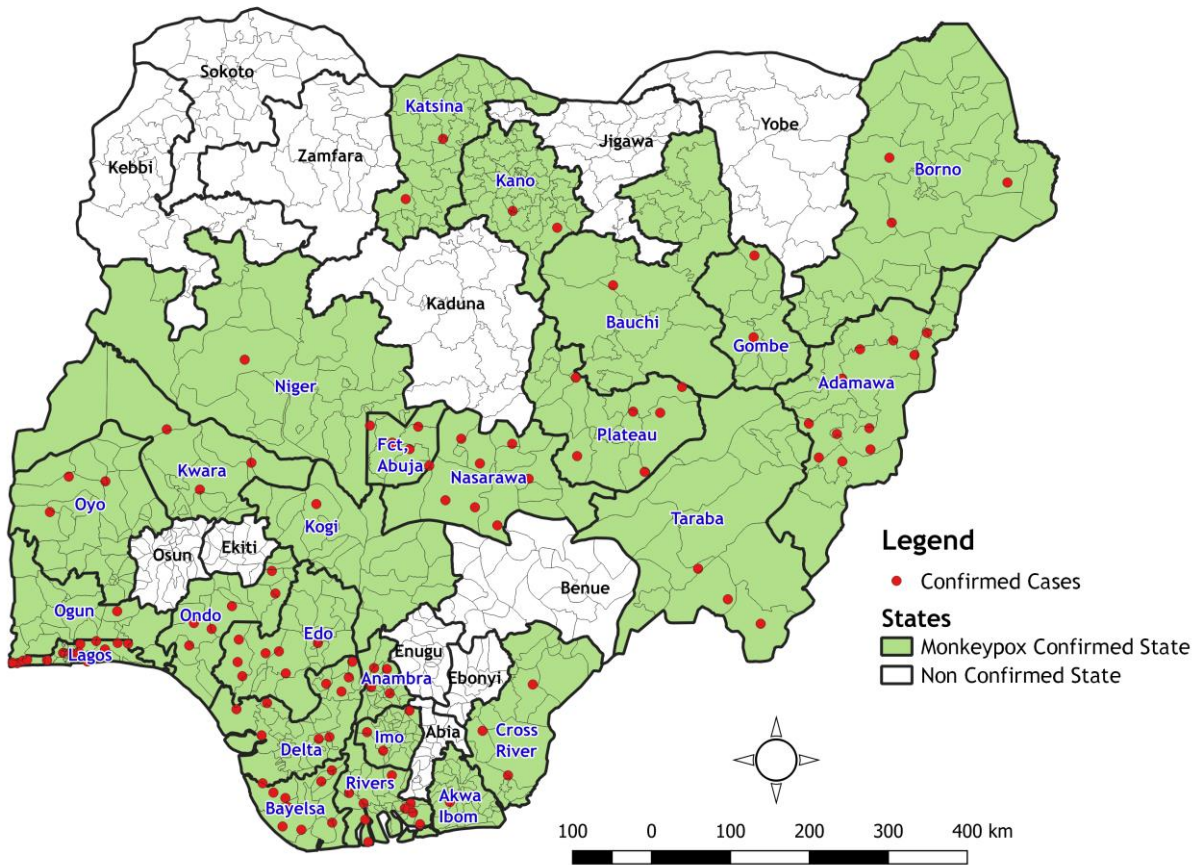 Sokoto
Katsina
Yobe
Jigawa
Zamfara
Kebbi
Borno
Kano
Kaduna
Bauchi
Gombe
Niger
Adamawa
Plateau
Fct,
Abuja
Kwara
Nasarawa
Oyo
Kogi
Taraba
Osun
Ekiti
Benue
Ogun
Ondo
Edo
Lagos
Enugu
Anambra
Ebonyi
Abia
Imo
Cross
River
Delta
Rivers
Bayelsa
Akwa
Ibom
Legend
Confirmed Cases
States
Monkeypox Confirmed State
Non Confirmed State
100 0 100 200 300 400 km